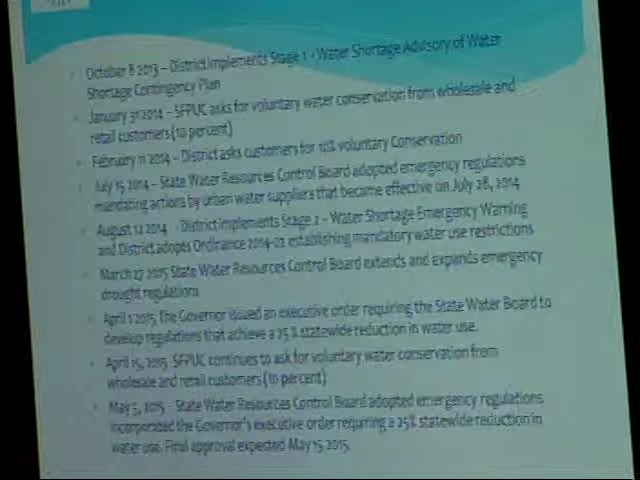 October 8 2013 – District Implements Stage 1 - Water Shortage Advisory of Water
Shortage Contingency Plan
January 31 2014 – SFPUC asks for voluntary water conservation from wholesale and
retail customers (10 percent)
February 11 2014 – District asks customers for 10% voluntary Conservation
July 15 2014 – State Water Resources Control Board adopted emergency regulations
mandating actions by urban water suppliers that became effective on July 28, 2014
August 12 2014 - District implements Stage 2 – Water Shortage Emergency Warning
and District adopts Ordinance 2014-22 establishing mandatory water use restrictions
March 27 2015 State Water Resources Control Board extends and expends emergency
drought regulations
April 1 2015 The Governor issued an executive order requiring the State Water Board to
develop regulations that achieve a 25% statewide reduction in water use.
April 15, 2015 SFPUC continues to ask for voluntary water conservation from
wholesale and retail customers (10 percent)
May 5, 2015 - State Water Resources Control Board adopted emergency regulations
incorporated the Governor's executive order requiring a 25% statewide reduction in
water use. Final approval expected May 15 2015.